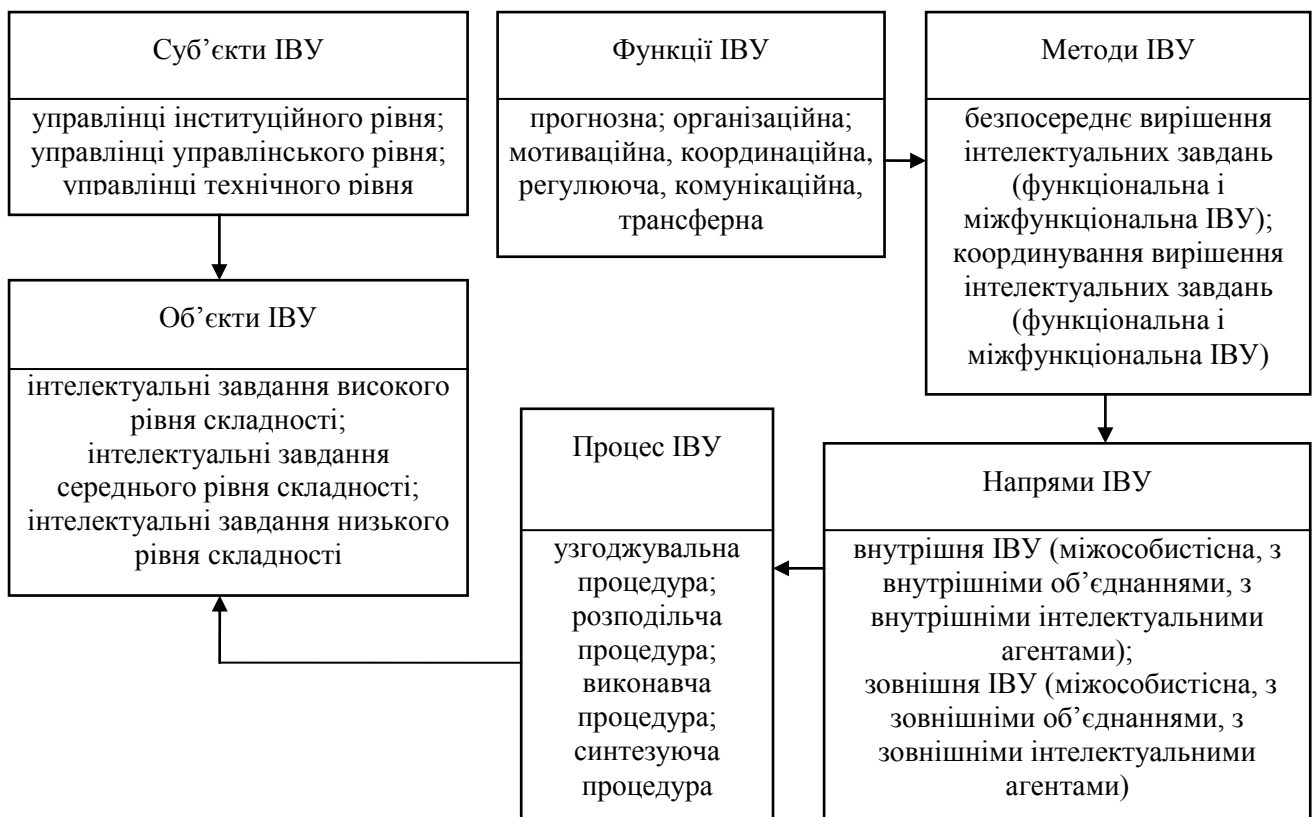 Суб’єкти ІВУ
управлінці інституційного рівня;
управлінці управлінського рівня;
управлінці технічного рівня
Функції ІВУ
прогнозна; організаційна;
мотиваційна, координаційна,
регулююча, комунікаційна,
трансферна
Методи ІВУ
безпосереднє вирішення
інтелектуальних завдань
(функціональна і
міжфункціональна ІВУ);
координування вирішення
інтелектуальних завдань
(функціональна і
міжфункціональна ІВУ)
Об’єкти ІВУ
інтелектуальні завдання високого
рівня складності;
інтелектуальні завдання
середнього рівня складності;
інтелектуальні завдання низького
рівня складності
Процес ІВУ
узгоджувальна
процедура;
розподільча
процедура;
виконавча
процедура;
синтезуюча
процедура
Напрями ІВУ
внутрішня ІВУ (міжособистісна, з
внутрішніми об’єднаннями, з
внутрішніми інтелектуальними
агентами);
зовнішня ІВУ (міжособистісна, з
зовнішніми об’єднаннями, з
зовнішніми інтелектуальними
агентами)